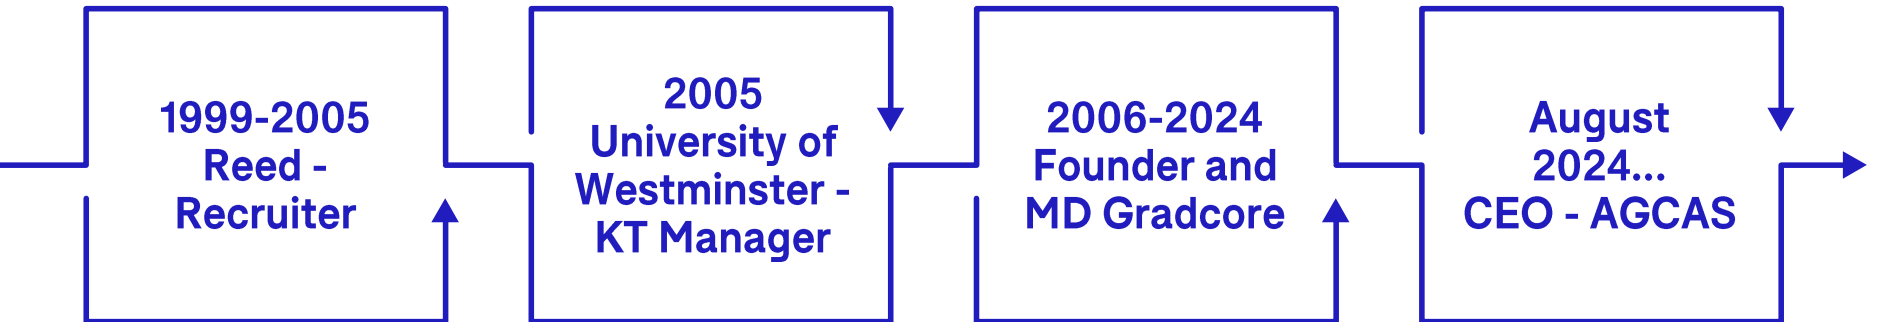 1999-2005
Reed -
Recruiter
2005
University of
Westminster -
KT Manager
2006-2024
Founder and
MD Gradcore
August
2024...
CEO - AGCAS